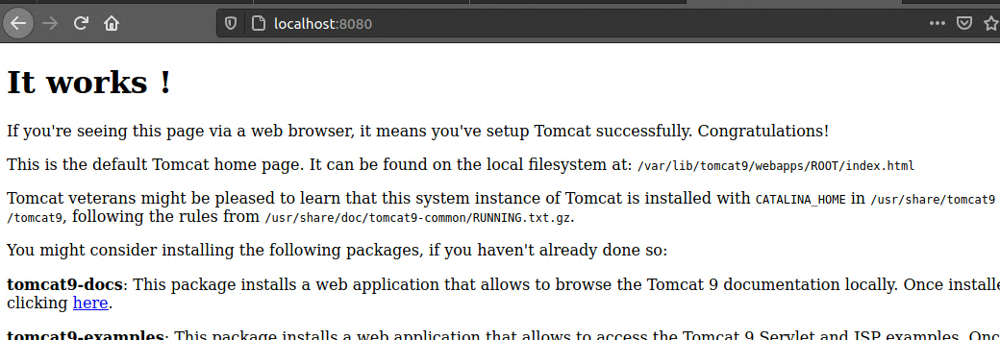 localhost:8080
It works !
If you're seeing this page via a web browser, it means you've setup Tomcat successfully. Congratulations!
This is the default Tomcat home page. It can be found on the local filesystem at: /var/lib/tomcat9/webapps/ROOT/index.html
Tomcat veterans might be pleased to learn that this system instance of Tomcat is installed with CATALINA_HOME in /usr/share/tomcat9
/tomcat9, following the rules from /usr/share/doc/tomcat9-common/RUNNING.txt.gz.
You might consider installing the following packages, if you haven't already done so:
tomcat9-docs: This package installs a web application that allows to browse the Tomcat 9 documentation locally. Once installe
clicking here.
tomcat9-examples: This package installs a web application that allows to access the Tomcat 9 Servlet and JSP examples. Onc